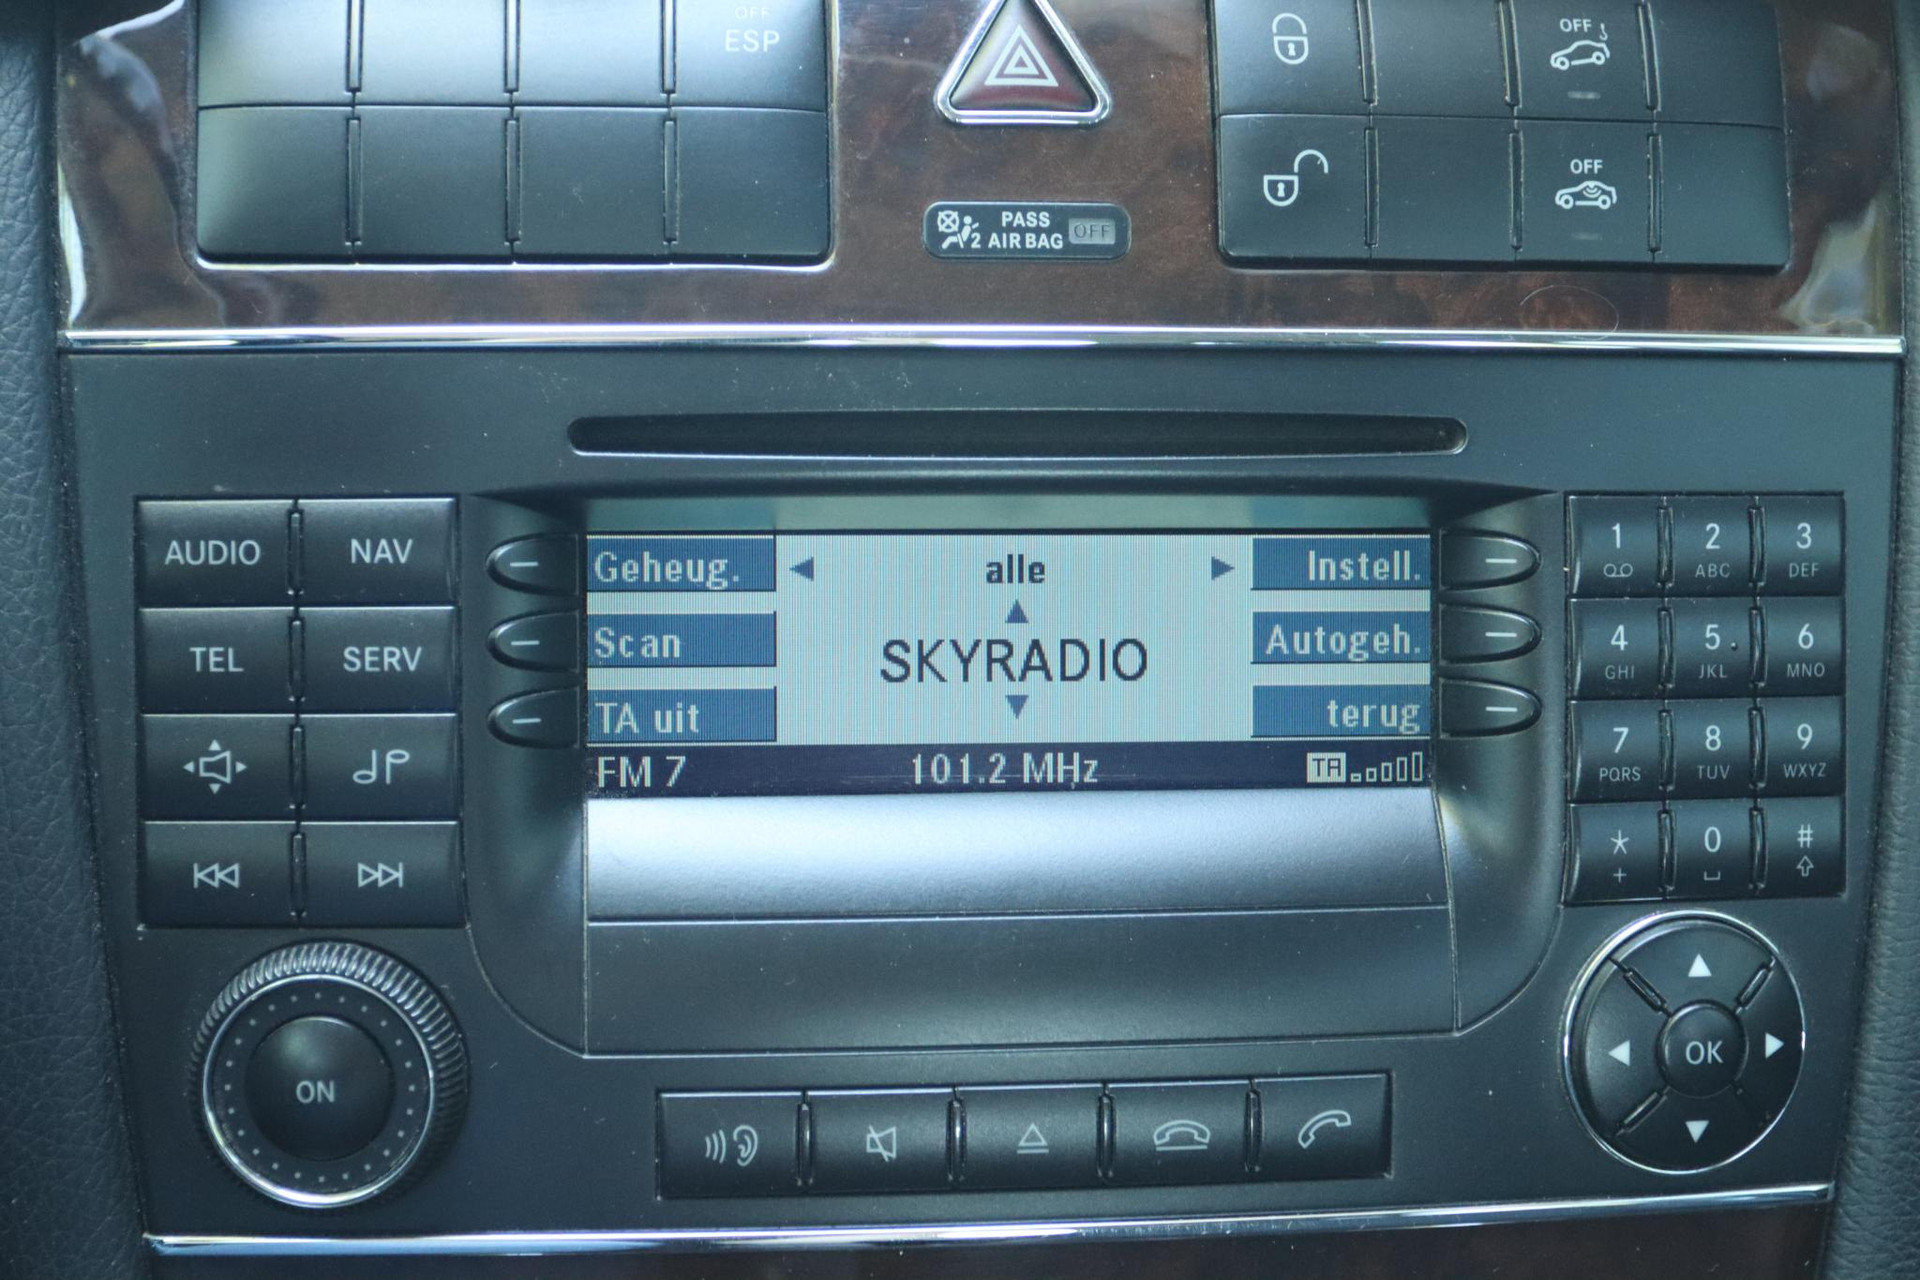 OFF
ESP
OFF
OFF
PASS
2 AIRBAG OFF
AUDIO NAV
TEL SERV
Geheug. alle Instell.
Scan SKYRADIO Autogeh.
TA uit terug
FM 7 101.2 MHz TA
1 2 3
ABC DEF
4 5 6
GHI JKL MNO
7 8 9
PQRS TUV WXYZ
* 0 #
+
ON
OK